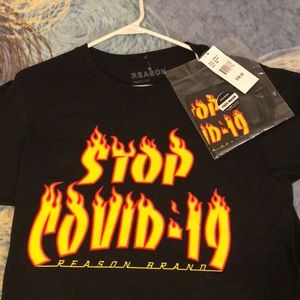 REASON
STOP
COVID-19
REASON BRAND
STOP
COVID-19